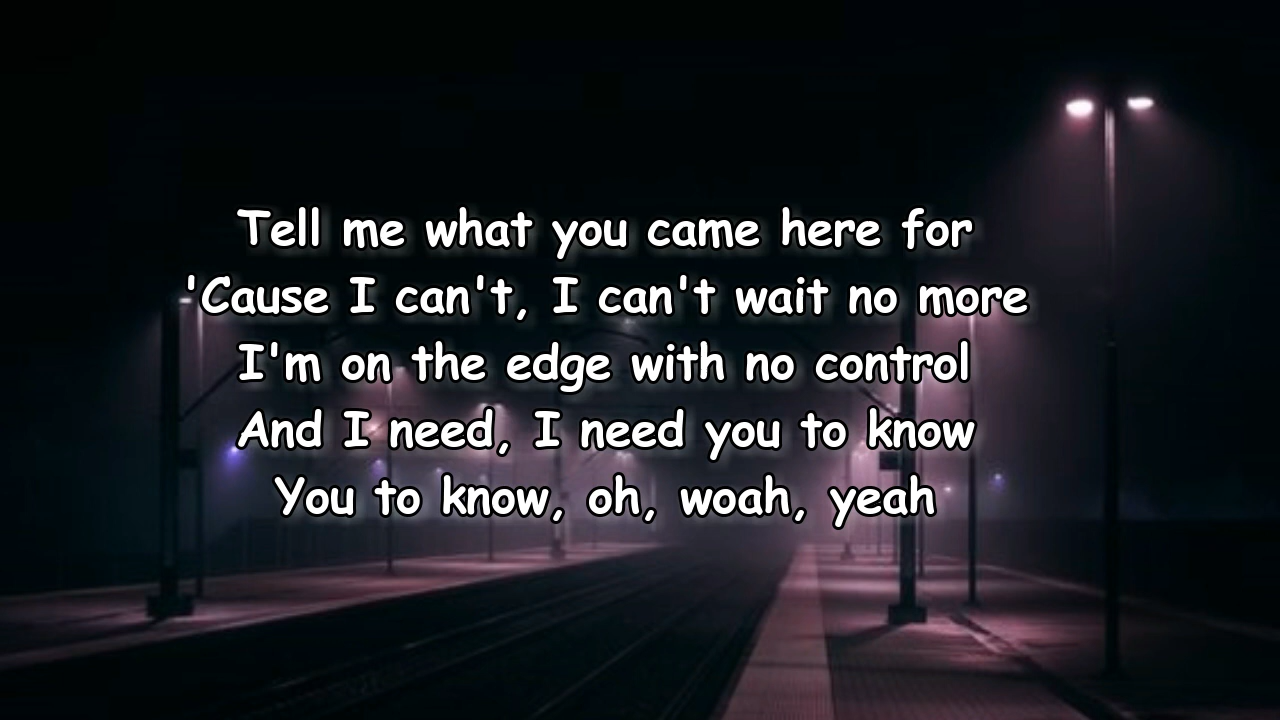 Tell me what you came here for
'Cause I can't, I can't wait no more
I'm on the edge with no control
And I need, I need you to know
You to know, oh, woah, yeah